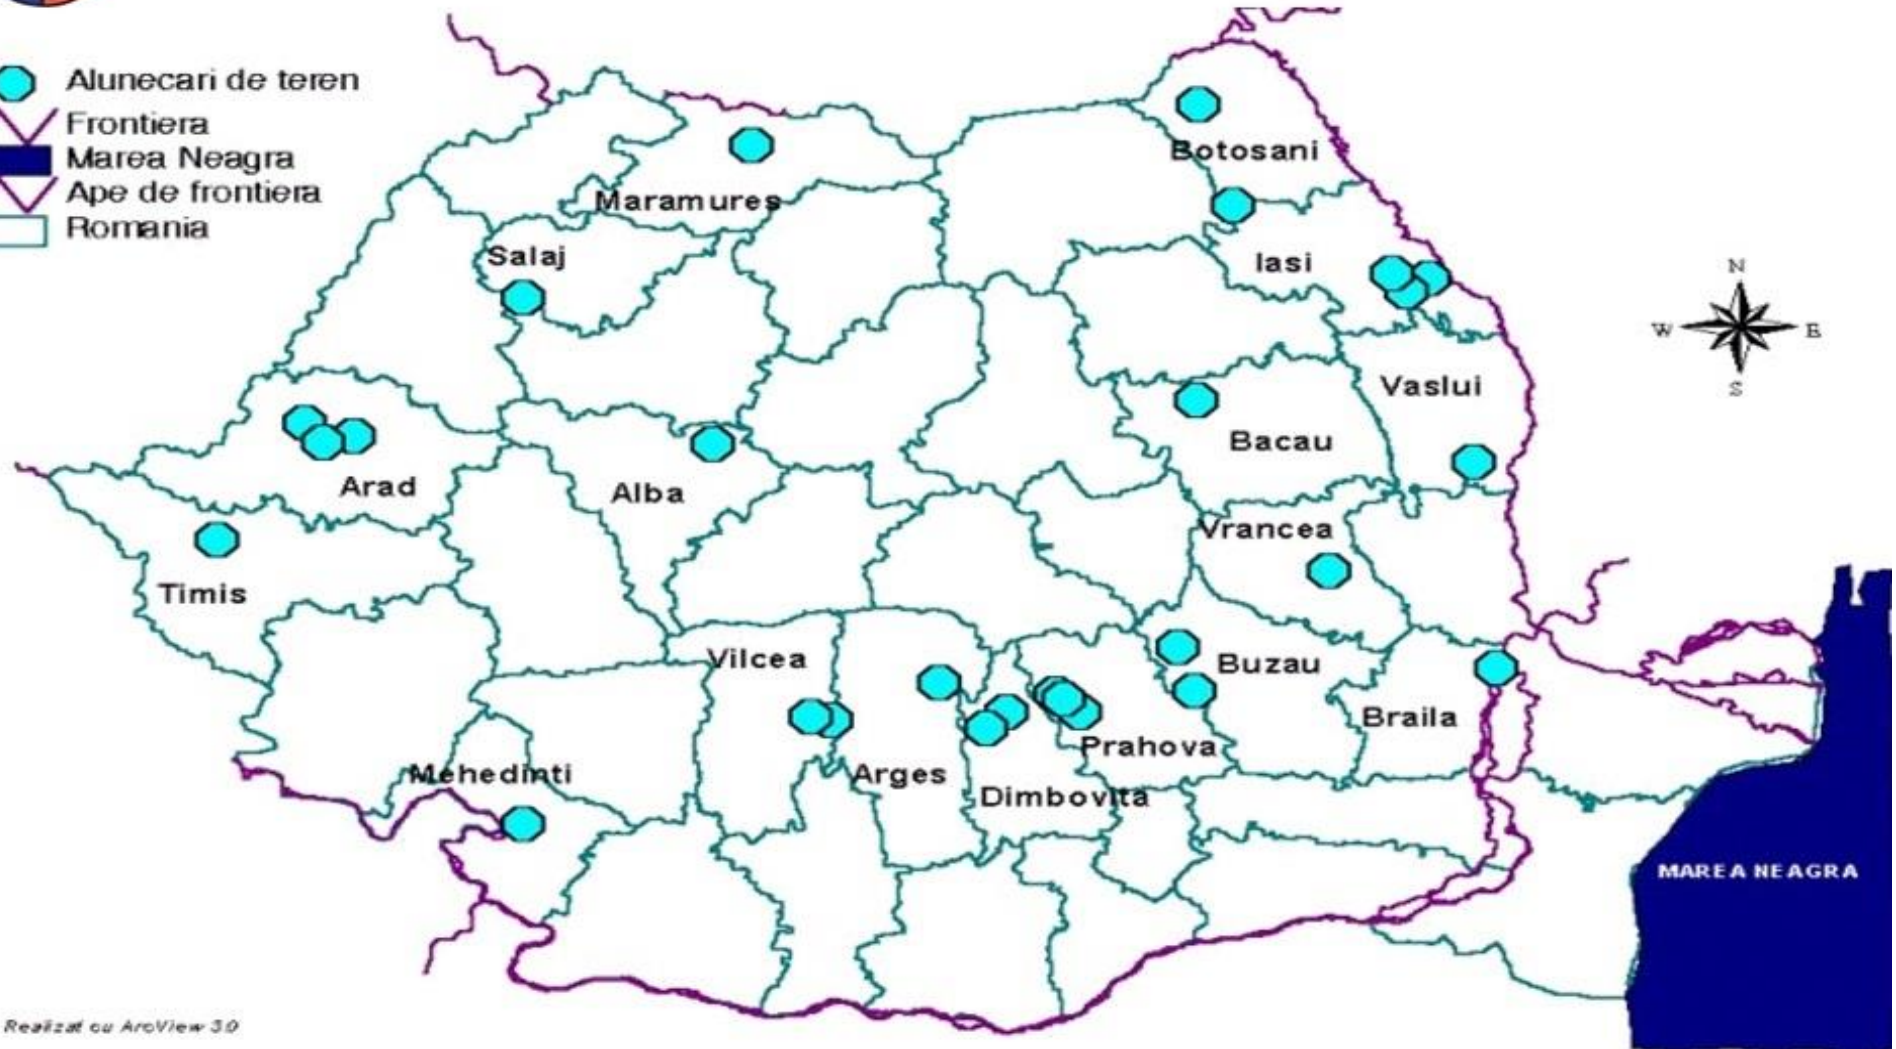 Alunecari de teren
Frontiera
Marea Neagra
Ape de frontiera
Romania
Botosani
Maramures
Salaj
Iasi
N
W
E
S
Vaslui
Bacau
Arad
Alba
Vrancea
Timis
Vilcea
Buzau
Braila
Prahova
Mehedinti
Arges
Dimbovita
MAREA NEAGRA
Realizat cu ArcView 3.0